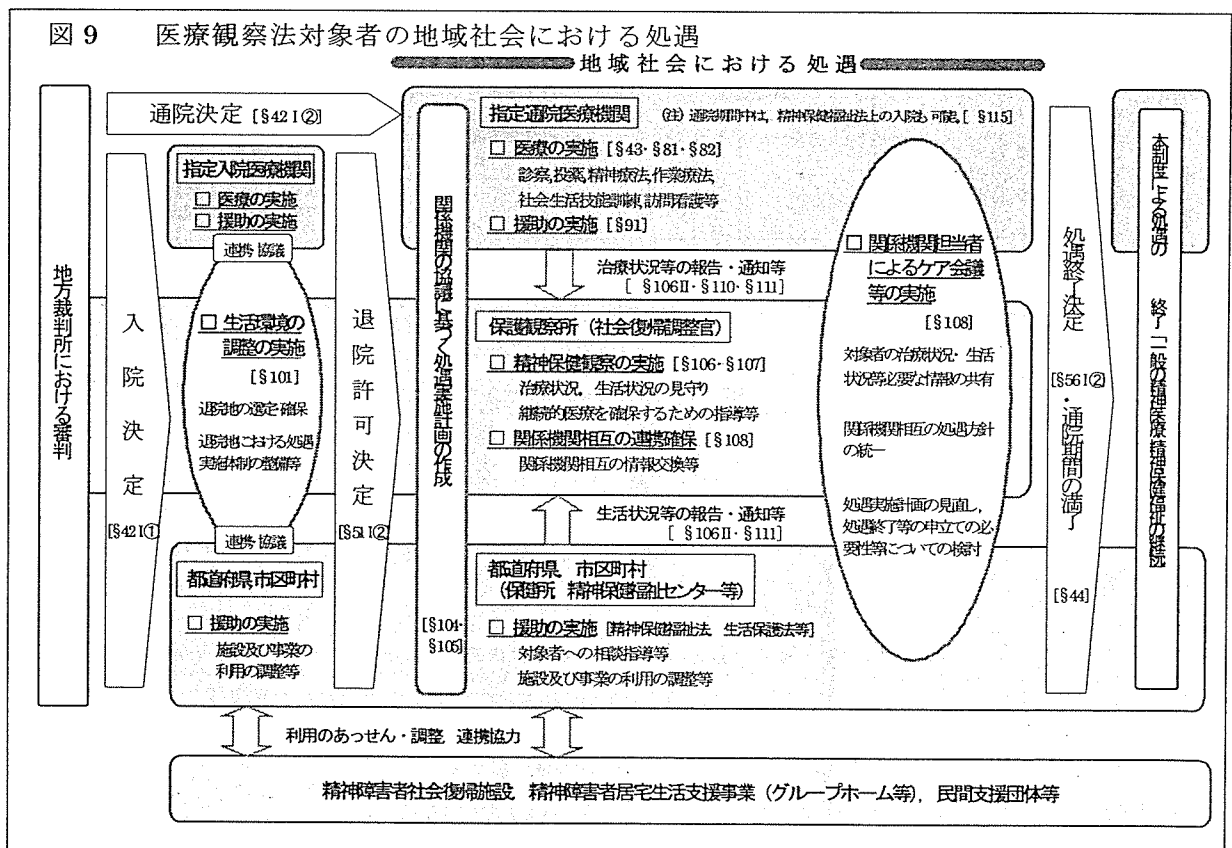 図9 医療観察法対象者の地域社会における処遇
地域社会における処遇
地方裁判所における審判
通院決定 [§42Ⅰ②]
入院決定
[§42Ⅰ①]
指定入院医療機関
□ 医療の実施
□ 援助の実施
連携・協議
□ 生活環境の
調整の実施
[§101]
退院地の選定・確保
退院地における処遇
実施体制の整備等
連携・協議
都道府県・市区町村
□ 援助の実施
施設及び事業の
利用の調整等
退院許可決定
[§51Ⅰ②]
関係機関の協議に基づく処遇実施計画の作成
[§104・
§105]
指定通院医療機関
(注) 通院期間中は、精神保健福祉法上の入院も可能。[§115]
□ 医療の実施 [§43・§81・§82]
診察、投薬、精神療法、作業療法、
社会生活技能訓練、訪問看護等
□ 援助の実施 [§91]
治療状況等の報告・通知等
[ §106Ⅱ・§110・§111]
保護観察所(社会復帰調整官)
□ 精神保健観察の実施 [§106・§107]
治療状況、生活状況の見守り
継続的医療を確保するための指導等
□ 関係機関相互の連携確保 [§108]
関係機関相互の情報交換等
生活状況等の報告・通知等
[ §106Ⅱ・§111]
都道府県、市区町村
(保健所、精神保健福祉センター等)
□ 援助の実施 [精神保健福祉法、生活保護法等]
対象者への相談指導等
施設及び事業の利用の調整等
□ 関係機関担当者
によるケア会議
等の実施
[§108]
対象者の治療状況・生活
状況等必要な情報の共有
関係機関相互の処遇方針
の統一
処遇実施計画の見直し、
処遇終了等の申立ての必
要性等についての検討
処遇終了決定・通院期間の満了
[§56Ⅰ②]
[§44]
本制度による処遇の終了「一般の精神医療・精神保健福祉の継続
利用のあっせん・調整、連携協力
精神障害者社会復帰施設、精神障害者居宅生活支援事業(グループホーム等)、民間支援団体等